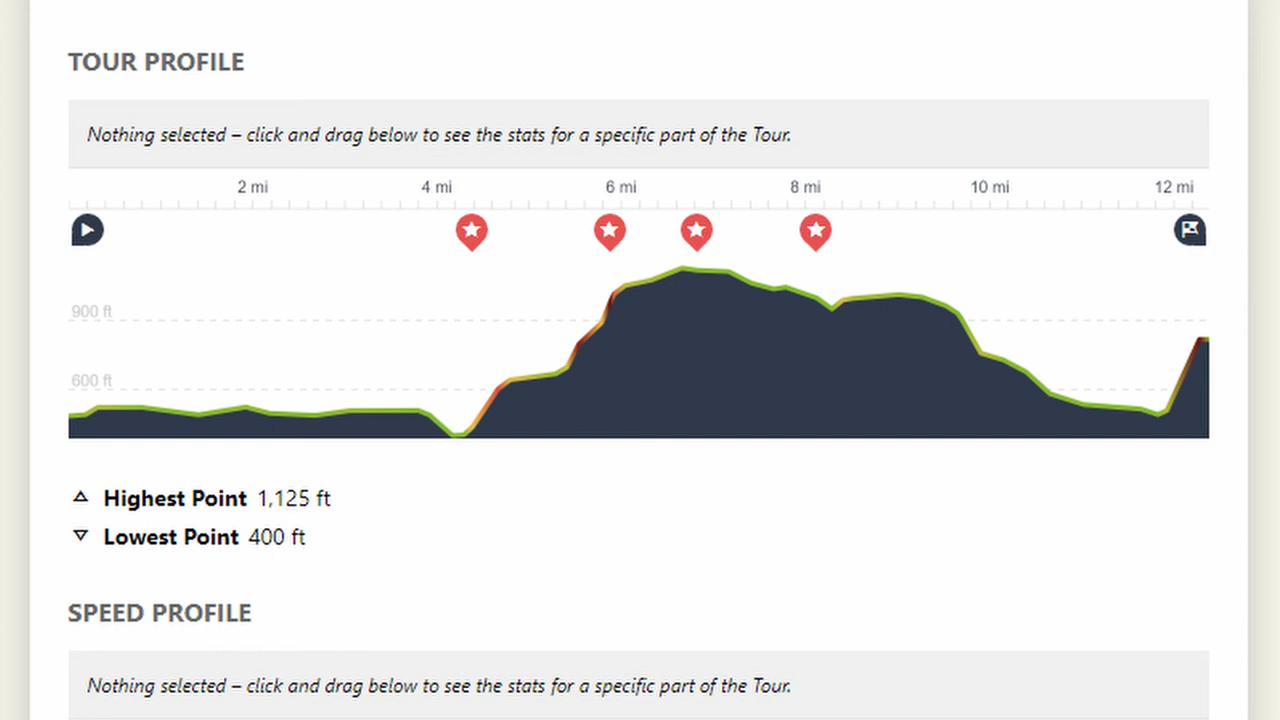 TOUR PROFILE
Nothing selected – click and drag below to see the stats for a specific part of the Tour.
2 mi 4 mi 6 mi 8 mi 10 mi 12 mi
900 ft
600 ft
Highest Point 1,125 ft
Lowest Point 400 ft
SPEED PROFILE
Nothing selected – click and drag below to see the stats for a specific part of the Tour.